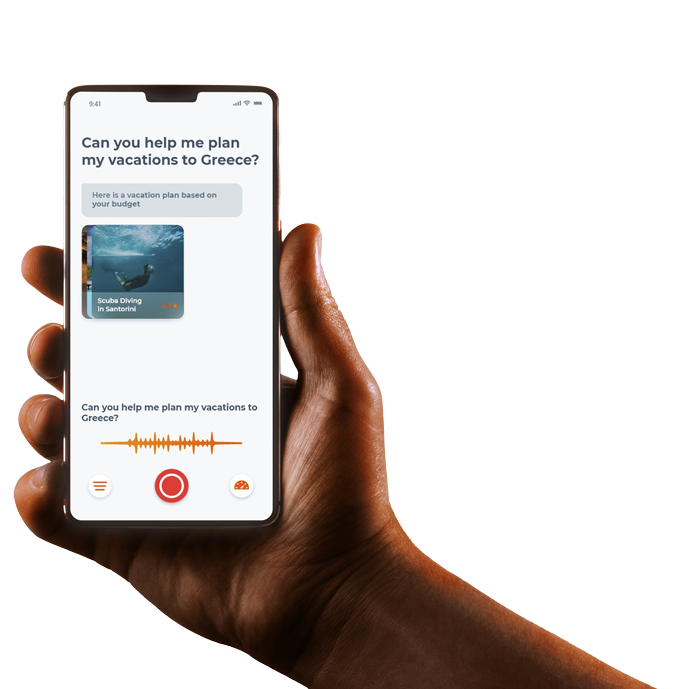 9:41
Can you help me plan
my vacations to Greece?
Here is a vacation plan based on
your budget
Scuba Diving
in Santorini
Can you help me plan my vacations to
Greece?